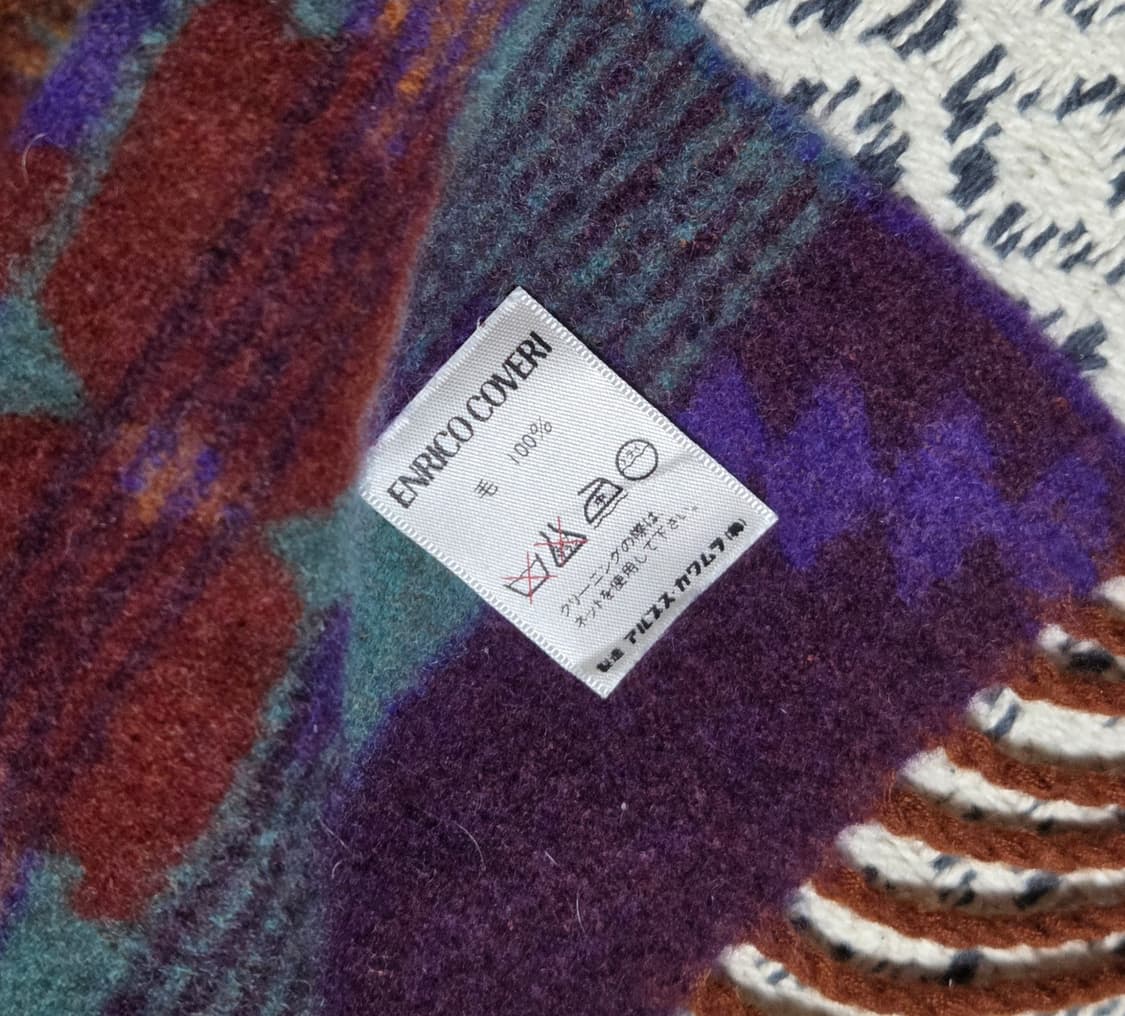 ENRICO COVERI
毛 100%
クリーニングの際は、
ネットを使用して下さい。
製造 アルプス カワムラ(株)